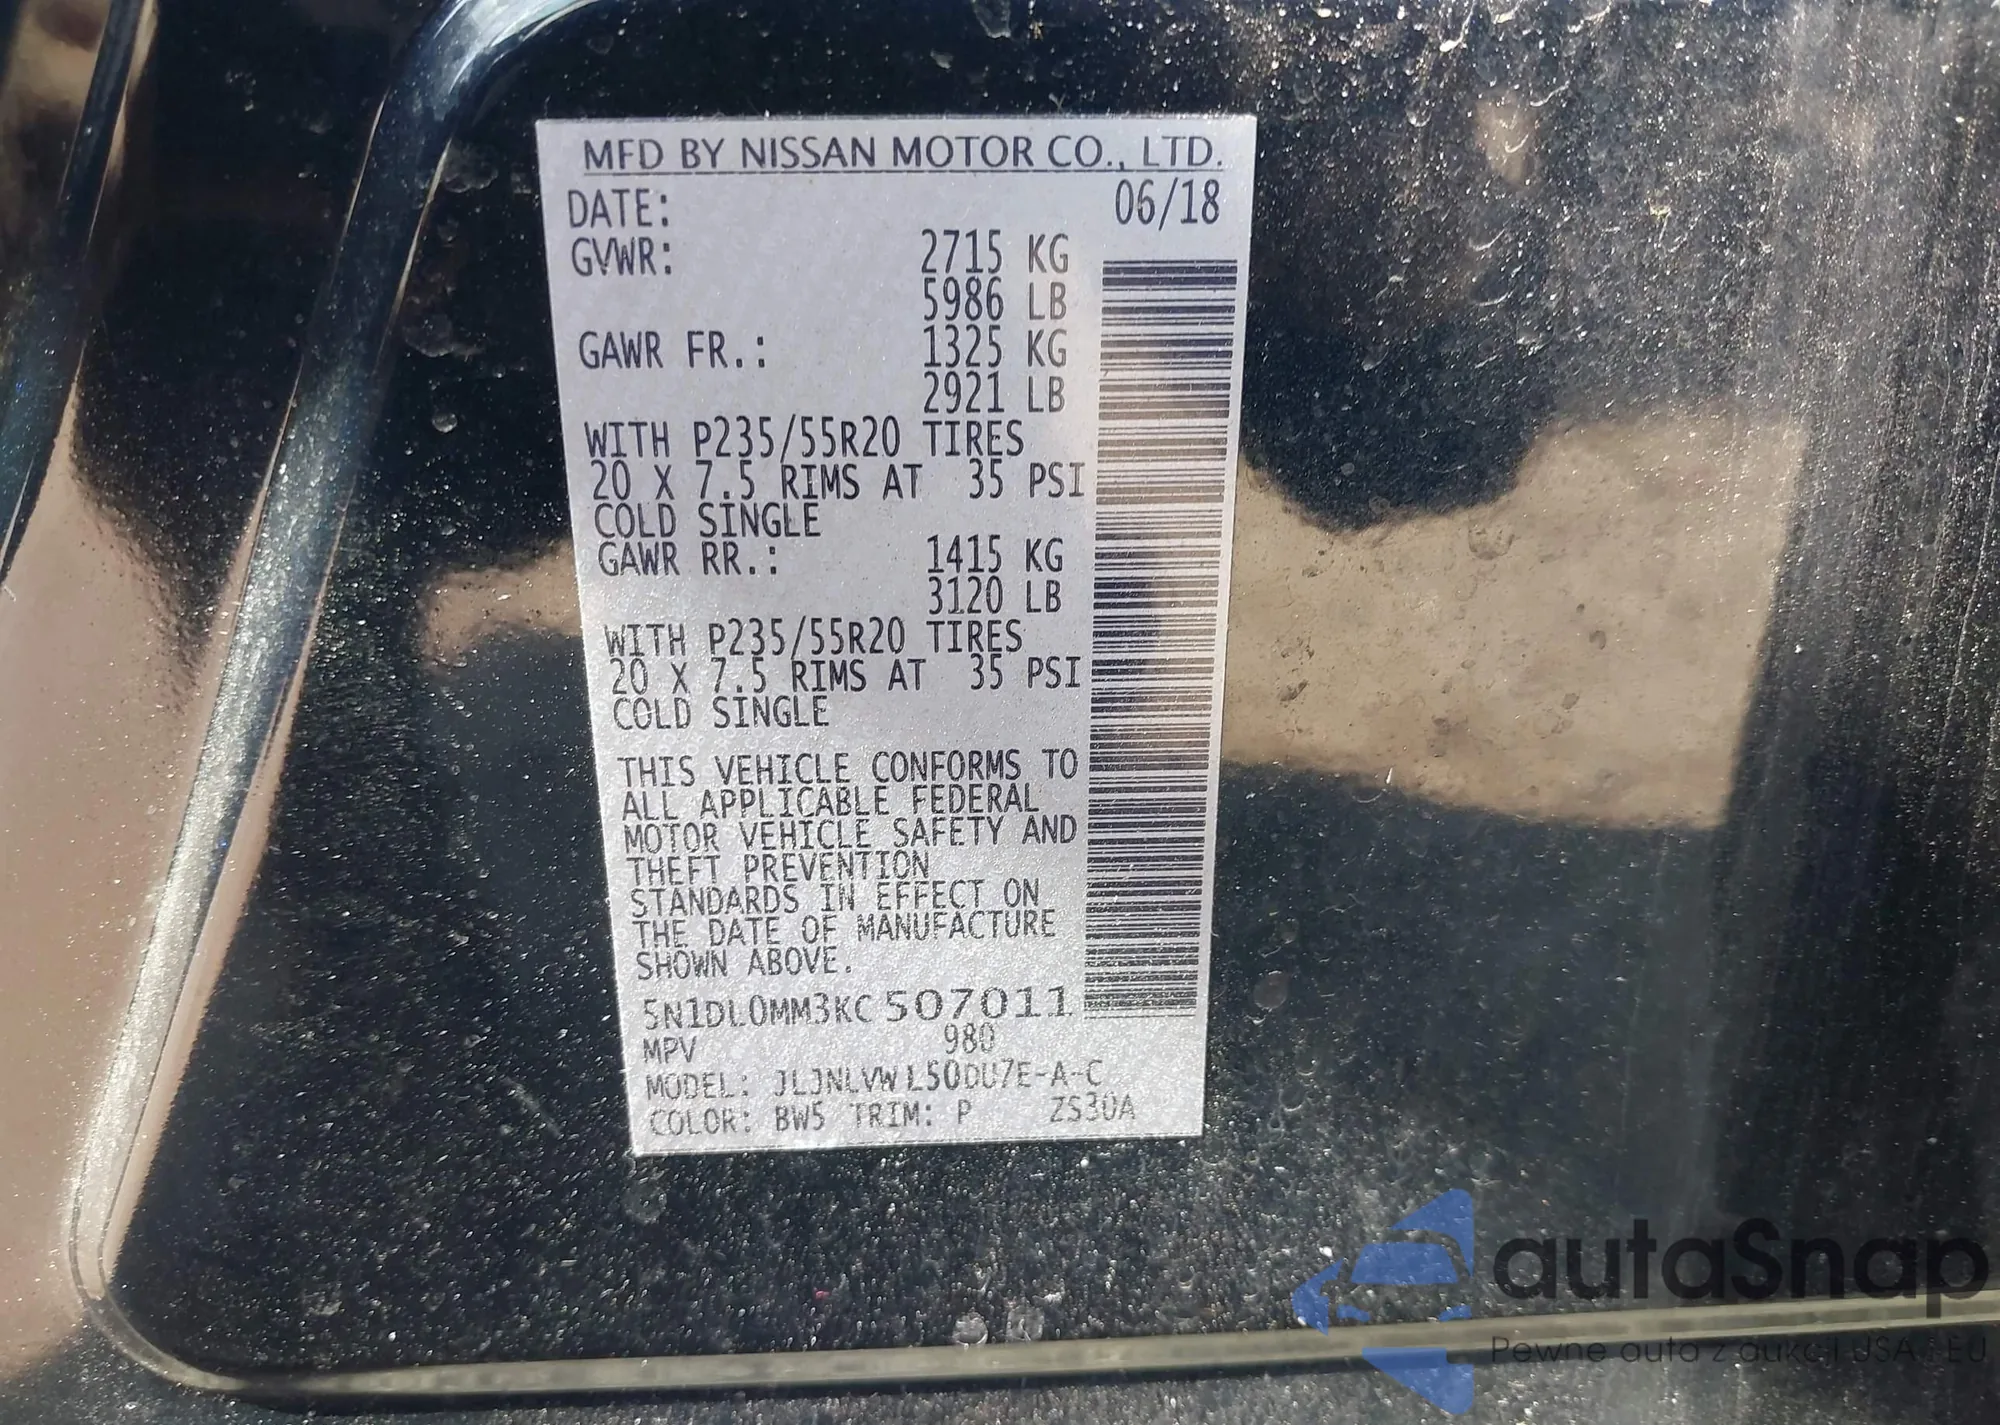 MFD BY NISSAN MOTOR CO., LTD.
DATE: 06/18
GVWR: 2715 KG
5986 LB
GAWR FR.: 1325 KG
2921 LB
WITH P235/55R20 TIRES
20 X 7.5 RIMS AT 35 PSI
COLD SINGLE
GAWR RR.: 1415 KG
3120 LB
WITH P235/55R20 TIRES
20 X 7.5 RIMS AT 35 PSI
COLD SINGLE
THIS VEHICLE CONFORMS TO
ALL APPLICABLE FEDERAL
MOTOR VEHICLE SAFETY AND
THEFT PREVENTION
STANDARDS IN EFFECT ON
THE DATE OF MANUFACTURE
SHOWN ABOVE.
5N1DL0MM3KC507011
MPV 980
MODEL: JLJNLVWL50DU7E-A-C
COLOR: BW5 TRIM: P ZS30A
autaSnap
Pewne auta z aukcji USA / EU